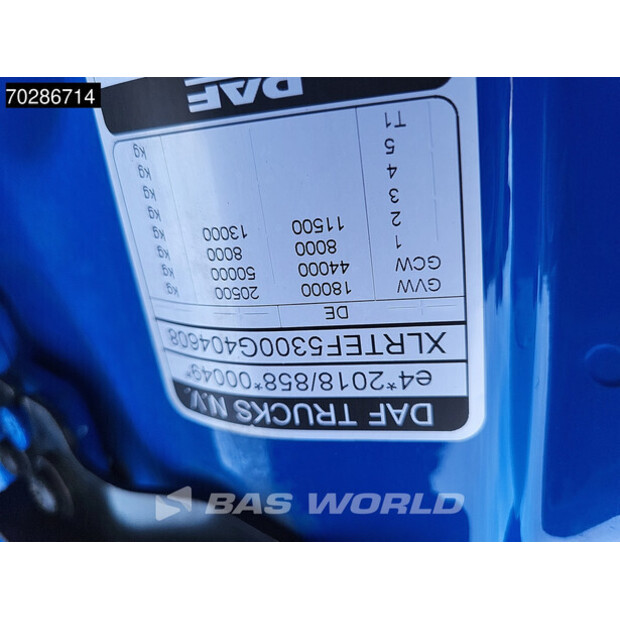 70286714
DAF TRUCKS N.V.
e4*2018/858*00049*
XLRTEF5300G404608
DE
GVW 18000 20500 kg
GCW 44000 50000 kg
1 8000 8000 kg
2 11500 13000 kg
3 kg
4 kg
5 kg
T1
DAF
BAS WORLD